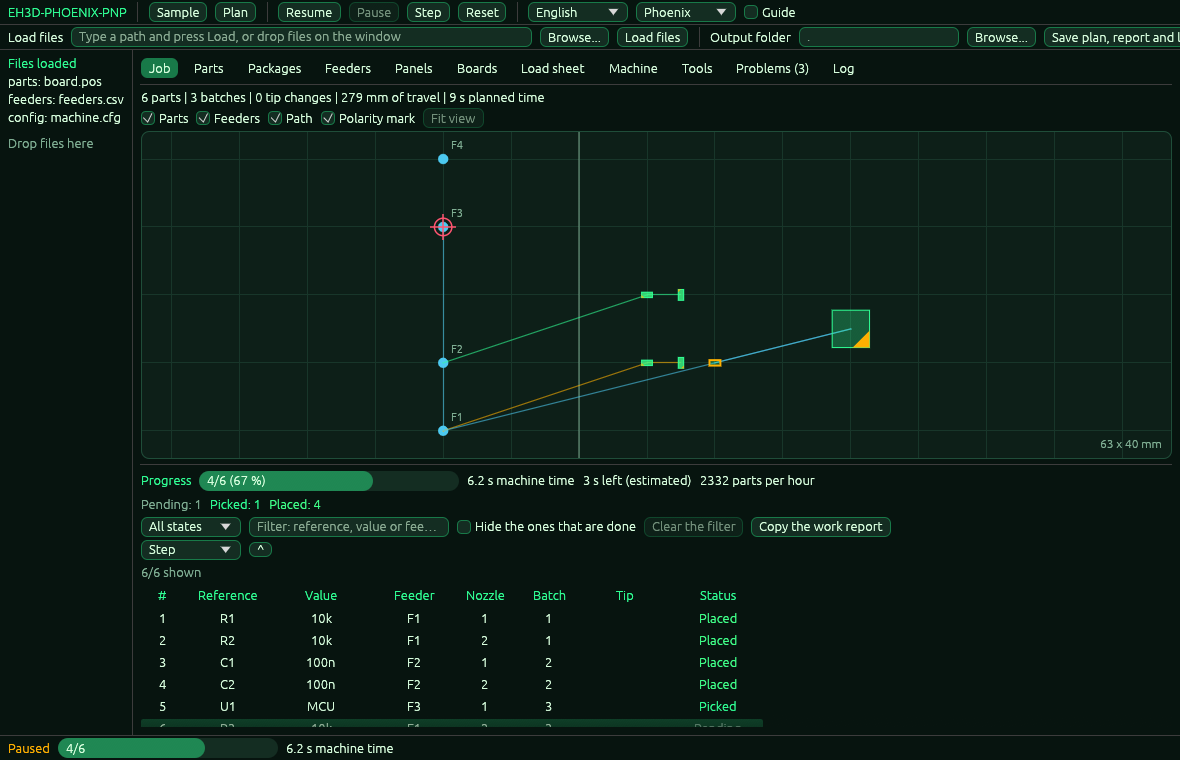 EH3D-PHOENIX-PNP Sample Plan Resume Pause Step Reset English Phoenix Guide
Load files Type a path and press Load, or drop files on the window Browse... Load files Output folder . Browse... Save plan, report and
Files loaded
parts: board.pos
feeders: feeders.csv
config: machine.cfg
Drop files here
Job Parts Packages Feeders Panels Boards Load sheet Machine Tools Problems (3) Log
6 parts | 3 batches | 0 tip changes | 279 mm of travel | 9 s planned time
Parts Feeders Path Polarity mark Fit view
F4
F3
F2
F1
63 x 40 mm
Progress 4/6 (67 %) 6.2 s machine time 3 s left (estimated) 2332 parts per hour
Pending: 1 Picked: 1 Placed: 4
All states Filter: reference, value or fee... Hide the ones that are done Clear the filter Copy the work report
Step ^
6/6 shown
# Reference Value Feeder Nozzle Batch Tip Status
1 R1 10k F1 1 1 Placed
2 R2 10k F1 2 1 Placed
3 C1 100n F2 1 2 Placed
4 C2 100n F2 2 2 Placed
5 U1 MCU F3 1 3 Picked
Paused 4/6 6.2 s machine time